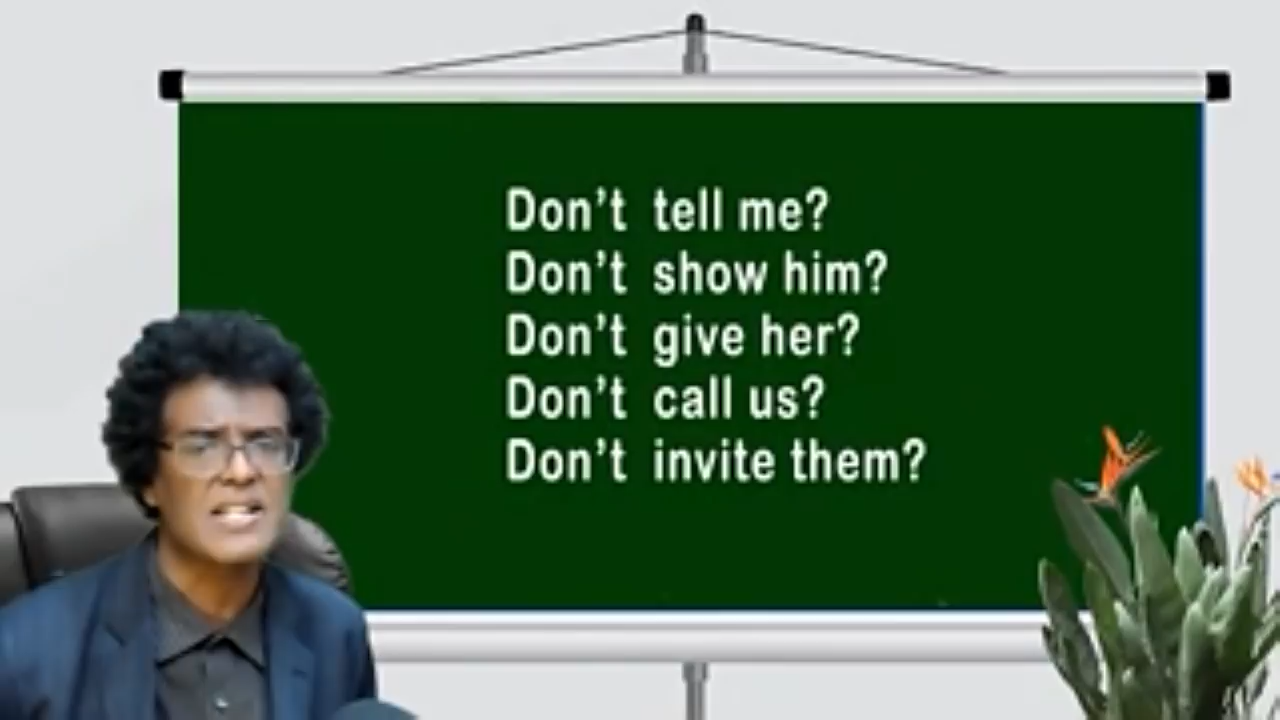 Don't tell me?
Don't show him?
Don't give her?
Don't call us?
Don't invite them?